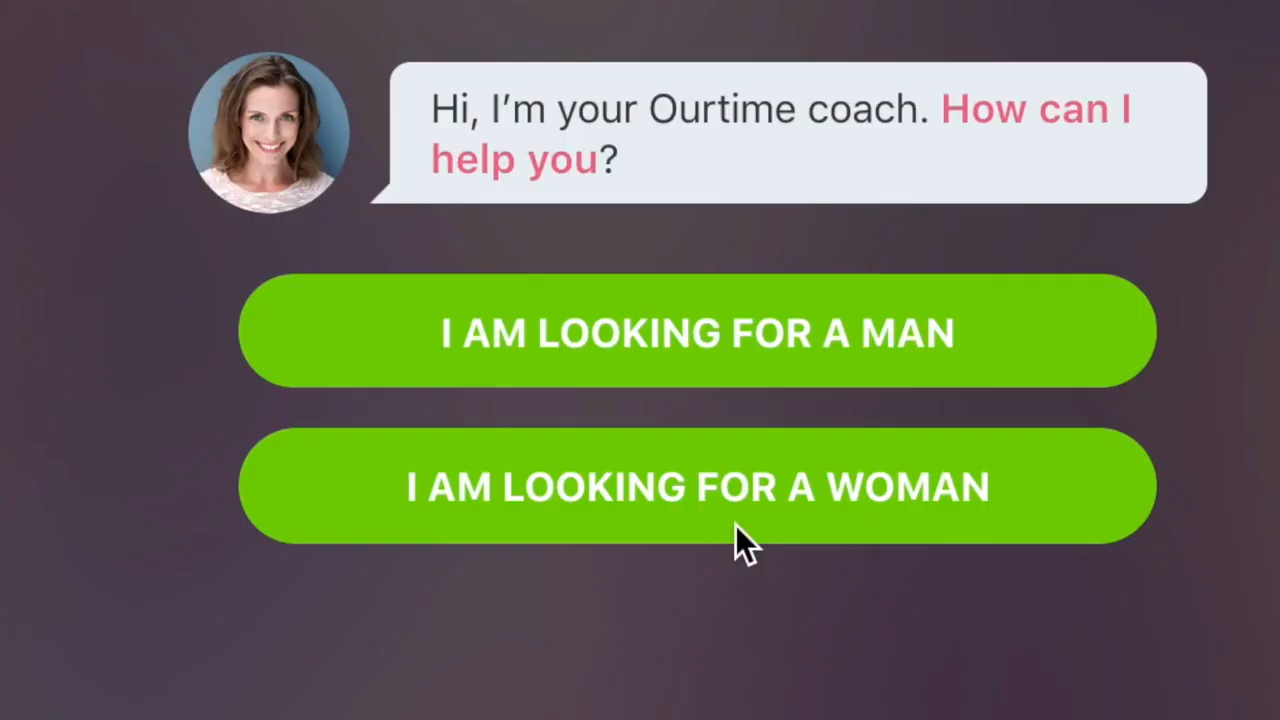 Hi, I’m your Ourtime coach. How can I
help you?
I AM LOOKING FOR A MAN
I AM LOOKING FOR A WOMAN